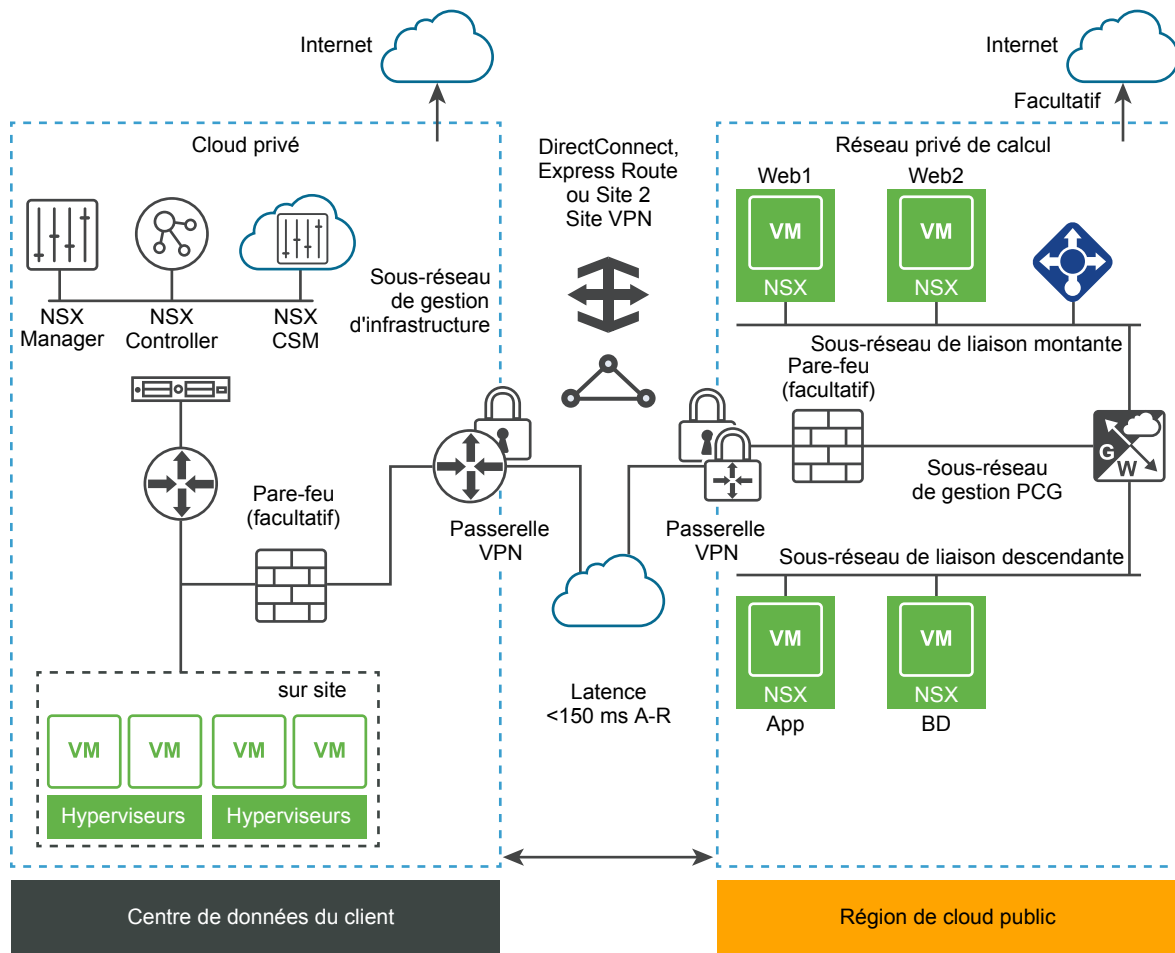 Internet
Internet
Facultatif
Cloud privé
DirectConnect,
Express Route
ou Site 2
Site VPN
Réseau privé de calcul
Web1
Web2
VM
NSX
VM
NSX
NSX
Manager
NSX
Controller
NSX
CSM
Sous-réseau
de gestion
d'infrastructure
Sous-réseau de liaison montante
Pare-feu
(facultatif)
G
W
Sous-réseau
de gestion PCG
Pare-feu
(facultatif)
Passerelle
VPN
Passerelle
VPN
Sous-réseau de liaison descendante
VM
NSX
App
VM
NSX
BD
sur site
VM
VM
VM
VM
Hyperviseurs
Hyperviseurs
Latence
<150 ms A-R
Centre de données du client
Région de cloud public